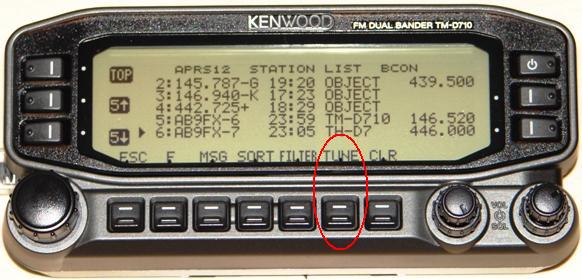 KENWOOD
FM DUAL BANDER TM-D710
APRS12 STATION LIST BCON
TOP
2:145.787-G 19:20 OBJECT 439.500
3:146.940-K 17:23 OBJECT
5↑
4:442.725+ 18:29 OBJECT
5:AB9FX-6 23:59 TM-D710 146.520
5↓
▶ 6:AB9FX-7 23:05 TH-D7 446.000
ESC F MSG SORT FILTER TUNE CLR
VOL
SQL